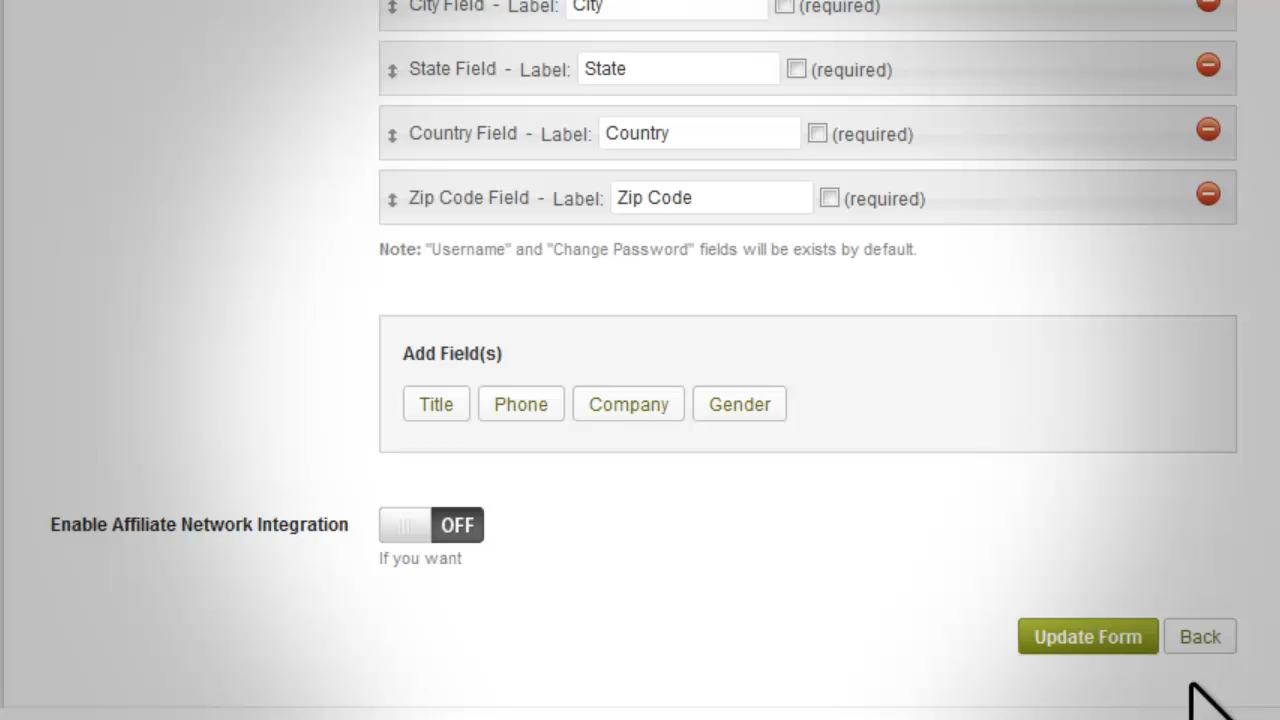 City Field - Label: City (required)
State Field - Label: State (required)
Country Field - Label: Country (required)
Zip Code Field - Label: Zip Code (required)
Note: "Username" and "Change Password" fields will be exists by default.
Add Field(s)
Title Phone Company Gender
Enable Affiliate Network Integration OFF
If you want
Update Form Back